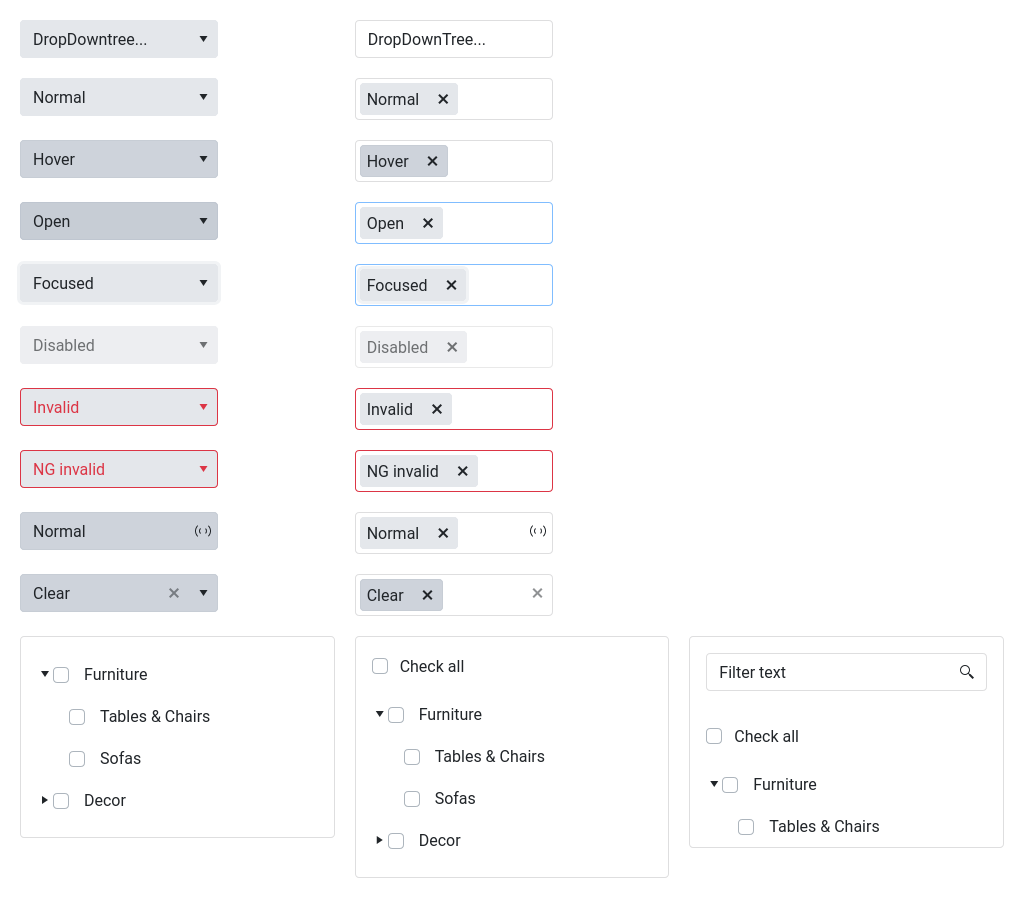 DropDowntree...
DropDownTree...
Normal
Normal
Hover
Hover
Open
Open
Focused
Focused
Disabled
Disabled
Invalid
Invalid
NG invalid
NG invalid
Normal
Normal
Clear
Clear
Furniture
Tables & Chairs
Sofas
Decor
Check all
Furniture
Tables & Chairs
Sofas
Decor
Filter text
Check all
Furniture
Tables & Chairs